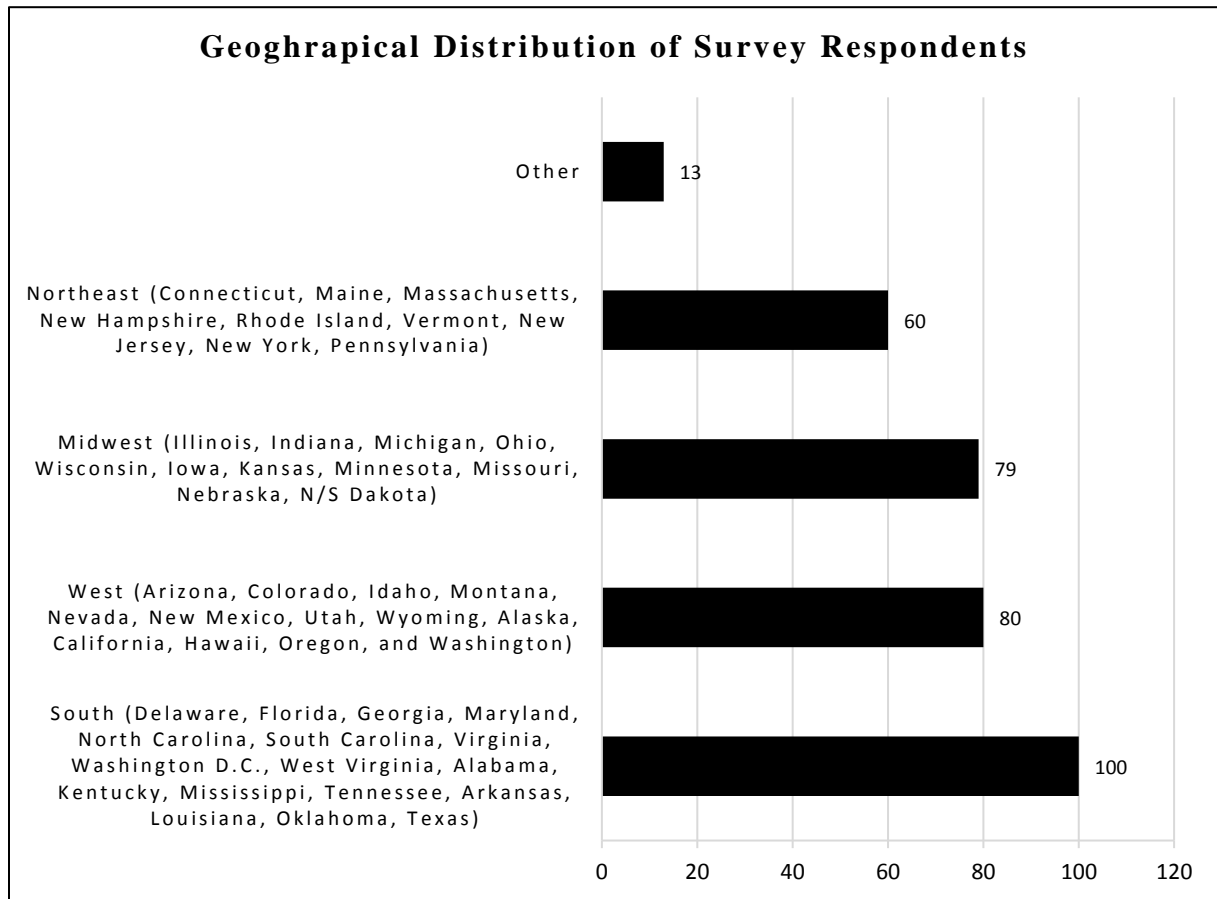 Geoghrapical Distribution of Survey Respondents
Other
13
Northeast (Connecticut, Maine, Massachusetts,
New Hampshire, Rhode Island, Vermont, New
Jersey, New York, Pennsylvania)
60
Midwest (Illinois, Indiana, Michigan, Ohio,
Wisconsin, Iowa, Kansas, Minnesota, Missouri,
Nebraska, N/S Dakota)
79
West (Arizona, Colorado, Idaho, Montana,
Nevada, New Mexico, Utah, Wyoming, Alaska,
California, Hawaii, Oregon, and Washington)
80
South (Delaware, Florida, Georgia, Maryland,
North Carolina, South Carolina, Virginia,
Washington D.C., West Virginia, Alabama,
Kentucky, Mississippi, Tennessee, Arkansas,
Louisiana, Oklahoma, Texas)
100
0 20 40 60 80 100 120